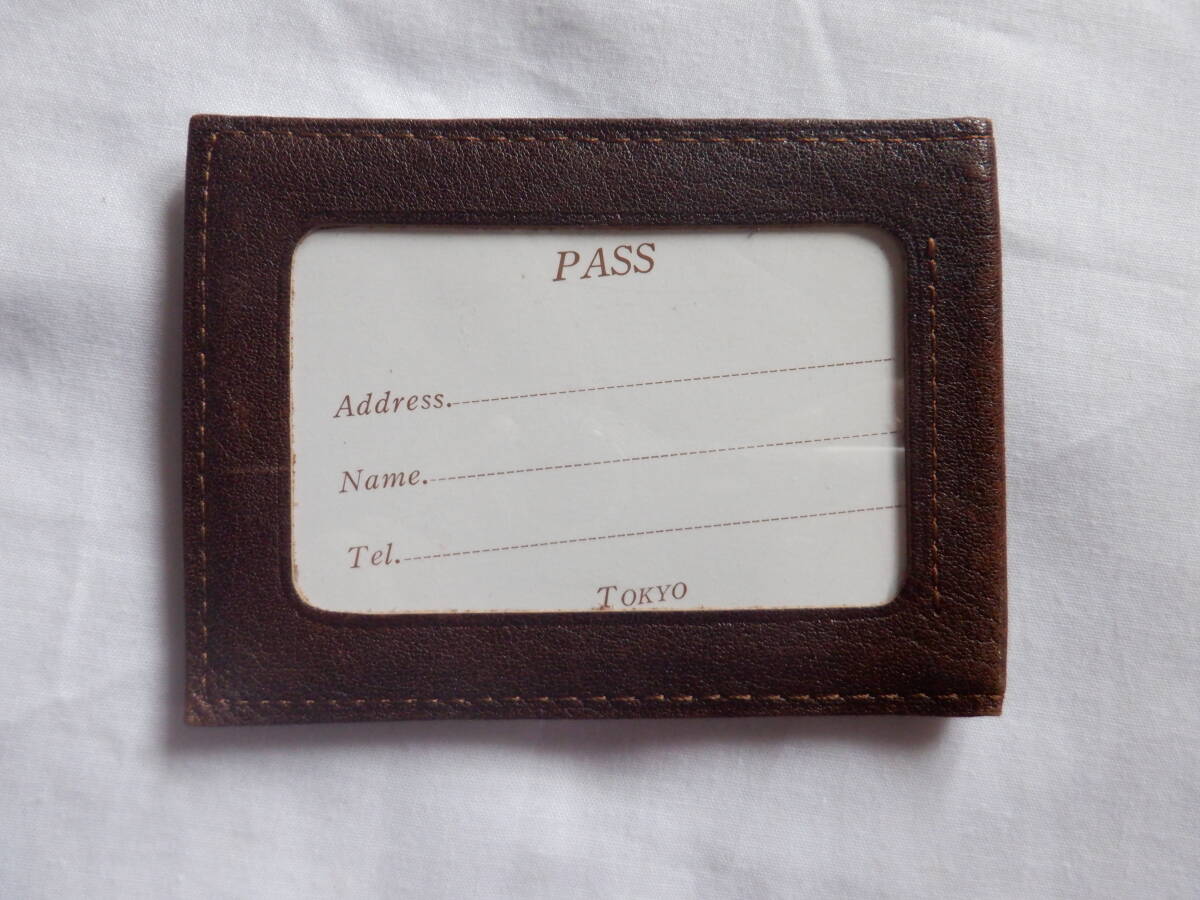 PASS
Address.
Name.
Tel.
TOKYO